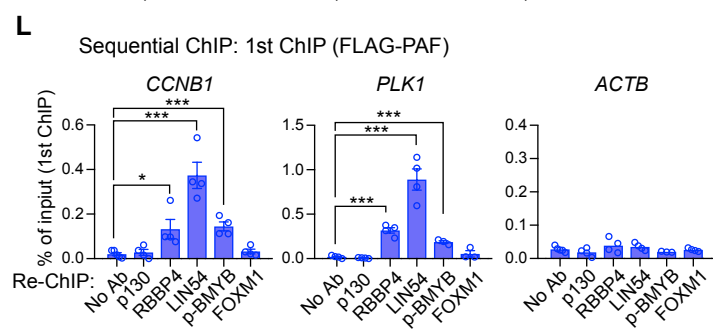 L
Sequential ChIP: 1st ChIP (FLAG-PAF)
CCNB1
PLK1
ACTB
% of input (1st ChIP)
0.6
0.4
0.2
0.0
***
***
*
1.5
1.0
0.5
0.0
***
***
***
0.4
0.3
0.2
0.1
0.0
Re-ChIP:
No Ab
p130
RBBP4
LIN54
p-BMYB
FOXM1
No Ab
p130
RBBP4
LIN54
p-BMYB
FOXM1
No Ab
p130
RBBP4
LIN54
p-BMYB
FOXM1